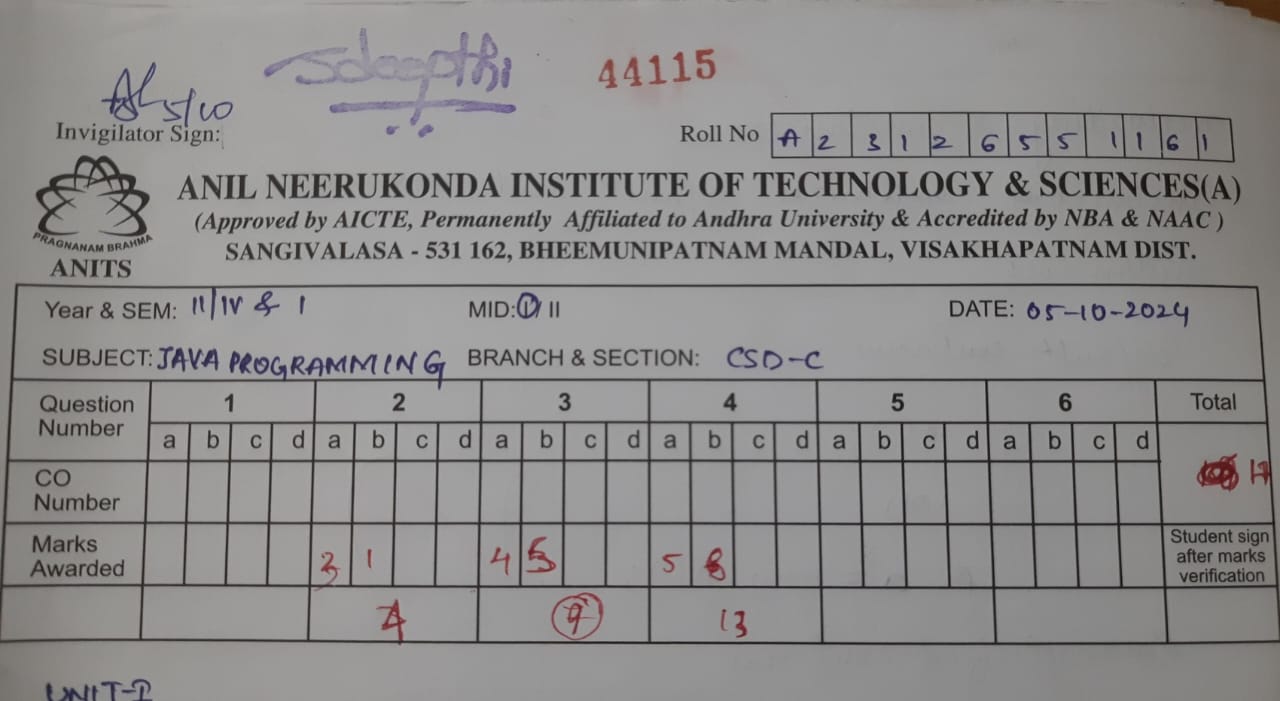 Sdeepthi
44115
5/10
Invigilator Sign:
Roll No A 2 3 1 2 6 5 5 1 1 6 1
ANIL NEERUKONDA INSTITUTE OF TECHNOLOGY & SCIENCES(A)
(Approved by AICTE, Permanently Affiliated to Andhra University & Accredited by NBA & NAAC )
SANGIVALASA - 531 162, BHEEMUNIPATNAM MANDAL, VISAKHAPATNAM DIST.
PRAGNANAM BRAHMA
ANITS
Year & SEM: II/IV & I MID: I / II DATE: 05-10-2024
SUBJECT: JAVA PROGRAMMING BRANCH & SECTION: CSD-C
Question Number 1 2 3 4 5 6 Total
a b c d a b c d a b c d a b c d a b c d a b c d
CO Number
Marks Awarded 3 1 4 5 5 8
Student sign after marks verification
4 9 13
UNIT-I